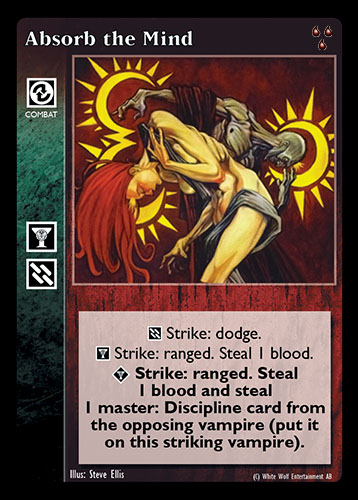 Absorb the Mind
COMBAT
Strike: dodge.
Strike: ranged. Steal 1 blood.
Strike: ranged. Steal
1 blood and steal
1 master: Discipline card from
the opposing vampire (put it
on this striking vampire).
Illus: Steve Ellis
(C) White Wolf Entertainment AB